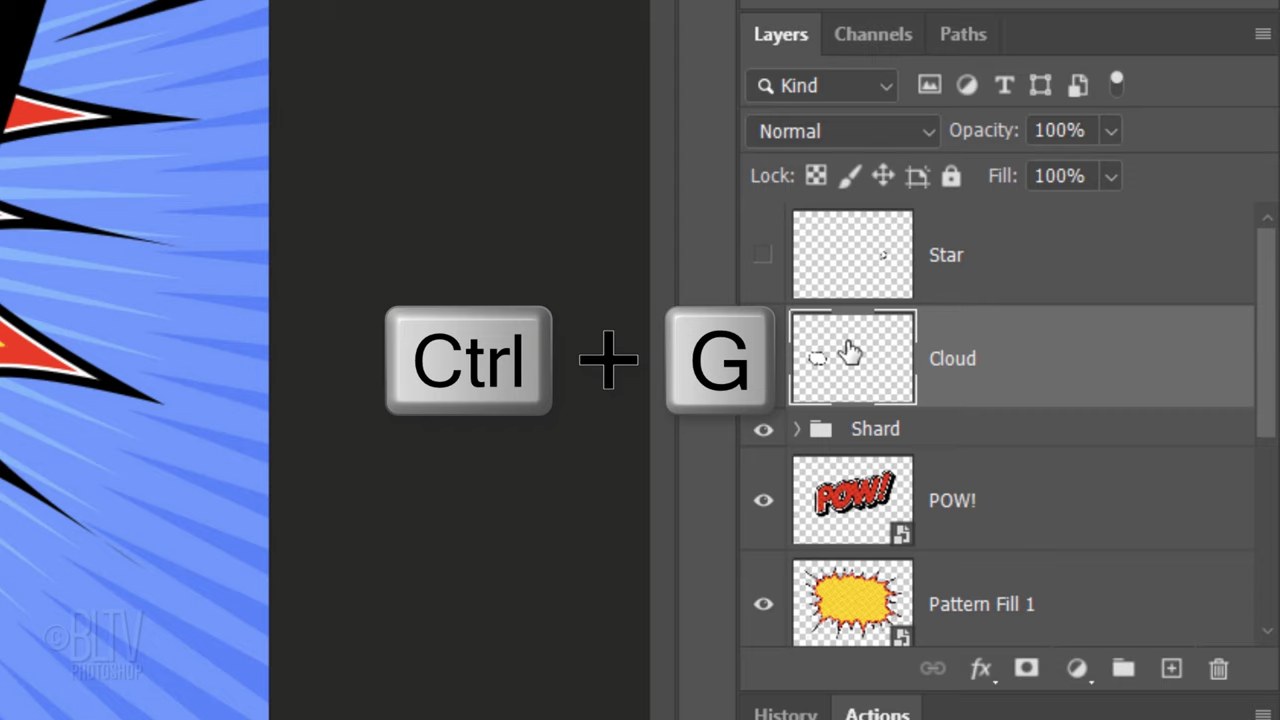 Layers Channels Paths
Kind
Normal Opacity: 100%
Lock: Fill: 100%
Star
Ctrl + G
Cloud
Shard
POW!
POW!
Pattern Fill 1
fx
©BLTV
PHOTOSHOP
History Actions